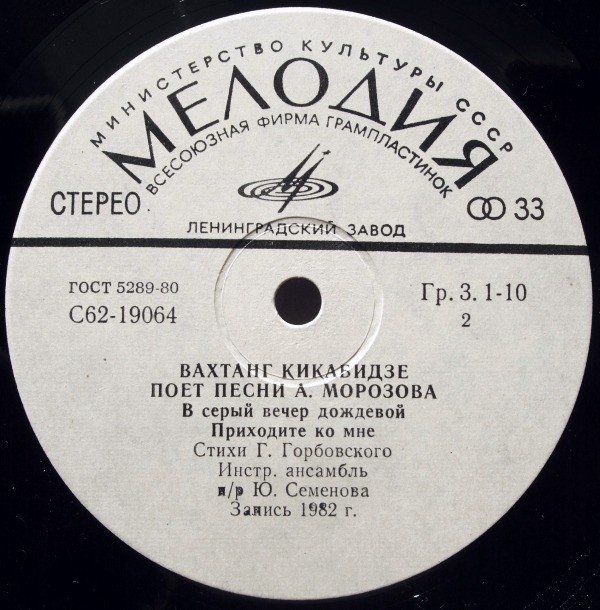 МИНИСТЕРСТВО КУЛЬТУРЫ СССР
МЕЛОДИЯ
ВСЕСОЮЗНАЯ ФИРМА ГРАМПЛАСТИНОК
СТЕРЕО
33
ЛЕНИНГРАДСКИЙ ЗАВОД
ГОСТ 5289-80
Гр. 3. 1-10
С62-19064
2
ВАХТАНГ КИКАБИДЗЕ
ПОЕТ ПЕСНИ А. МОРОЗОВА
В серый вечер дождевой
Приходите ко мне
Стихи Г. Горбовского
Инстр. ансамбль
п/р Ю. Семенова
Запись 1982 г.